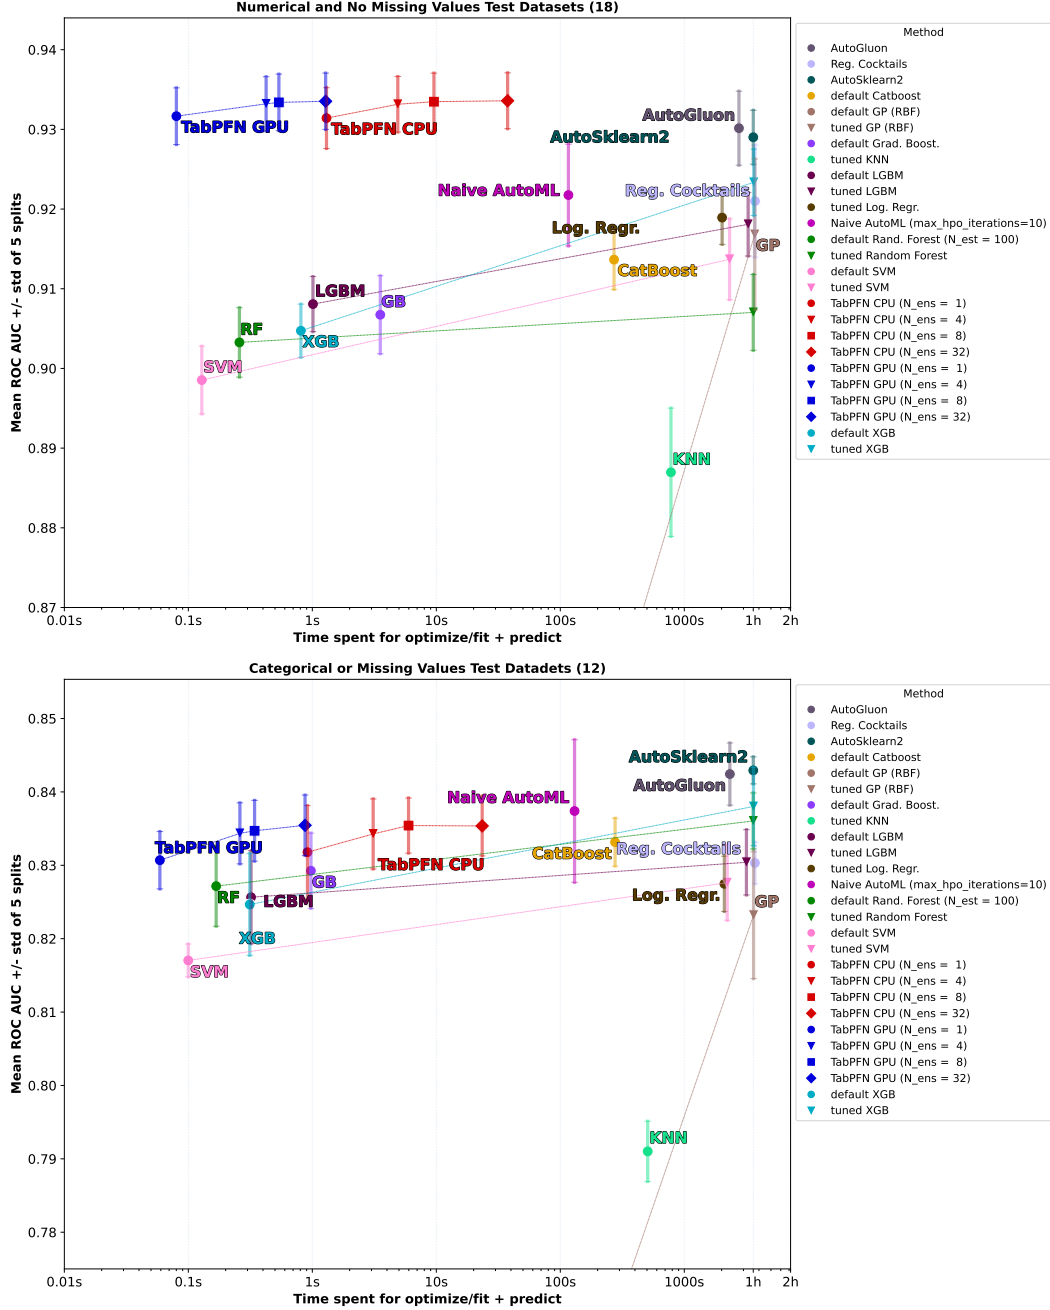 Numerical and No Missing Values Test Datasets (18)
Mean ROC AUC +/- std of 5 splits
0.94
0.93
0.92
0.91
0.90
0.89
0.88
0.87
TabPFN GPU
TabPFN CPU
AutoGluon
AutoSklearn2
Naive AutoML
Reg. Cocktails
Log. Regr.
GP
CatBoost
LGBM
GB
RF
XGB
SVM
KNN
0.01s
0.1s
1s
10s
100s
1000s
1h
2h
Time spent for optimize/fit + predict
Method
AutoGluon
Reg. Cocktails
AutoSklearn2
default Catboost
default GP (RBF)
tuned GP (RBF)
default Grad. Boost.
tuned KNN
default LGBM
tuned LGBM
tuned Log. Regr.
Naive AutoML (max_hpo_iterations=10)
default Rand. Forest (N_est = 100)
tuned Random Forest
default SVM
tuned SVM
TabPFN CPU (N_ens =  1)
TabPFN CPU (N_ens =  4)
TabPFN CPU (N_ens =  8)
TabPFN CPU (N_ens = 32)
TabPFN GPU (N_ens =  1)
TabPFN GPU (N_ens =  4)
TabPFN GPU (N_ens =  8)
TabPFN GPU (N_ens = 32)
default XGB
tuned XGB
Categorical or Missing Values Test Datadets (12)
Mean ROC AUC +/- std of 5 splits
0.85
0.84
0.83
0.82
0.81
0.80
0.79
0.78
AutoSklearn2
AutoGluon
Naive AutoML
TabPFN GPU
CatBoost
Reg. Cocktails
TabPFN CPU
GB
RF
LGBM
Log. Regr.
GP
XGB
SVM
KNN
0.01s
0.1s
1s
10s
100s
1000s
1h
2h
Time spent for optimize/fit + predict
Method
AutoGluon
Reg. Cocktails
AutoSklearn2
default Catboost
default GP (RBF)
tuned GP (RBF)
default Grad. Boost.
tuned KNN
default LGBM
tuned LGBM
tuned Log. Regr.
Naive AutoML (max_hpo_iterations=10)
default Rand. Forest (N_est = 100)
tuned Random Forest
default SVM
tuned SVM
TabPFN CPU (N_ens =  1)
TabPFN CPU (N_ens =  4)
TabPFN CPU (N_ens =  8)
TabPFN CPU (N_ens = 32)
TabPFN GPU (N_ens =  1)
TabPFN GPU (N_ens =  4)
TabPFN GPU (N_ens =  8)
TabPFN GPU (N_ens = 32)
default XGB
tuned XGB